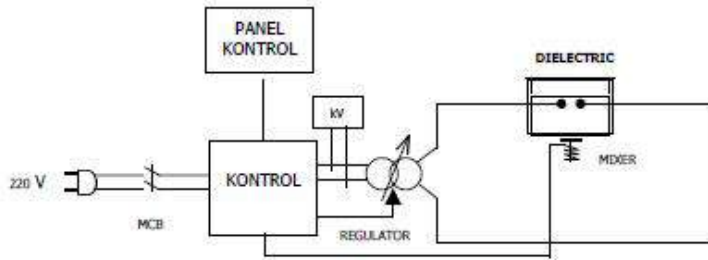 PANEL
KONTROL
DIELECTRIC
kV
220 V
KONTROL
MIXER
MCB
REGULATOR